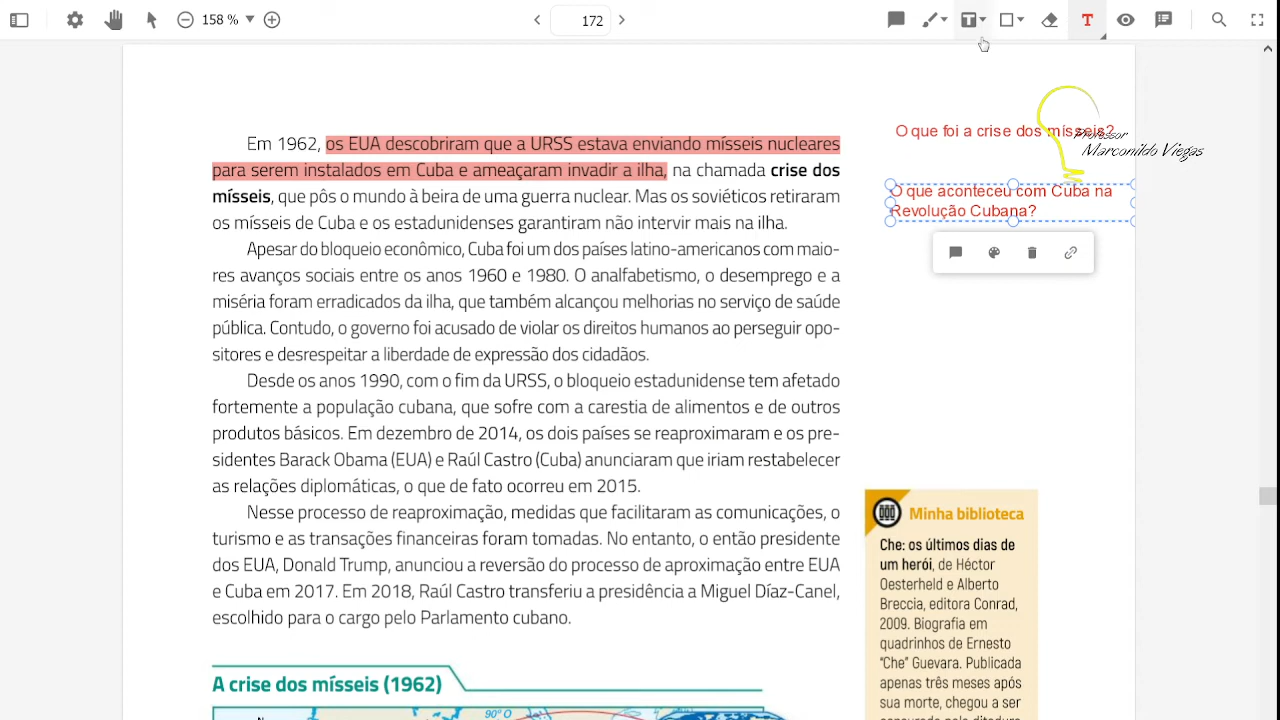 158 %
172
T
T
Em 1962, os EUA descobriram que a URSS estava enviando mísseis nucleares
para serem instalados em Cuba e ameaçaram invadir a ilha, na chamada crise dos
mísseis, que pôs o mundo à beira de uma guerra nuclear. Mas os soviéticos retiraram
os mísseis de Cuba e os estadunidenses garantiram não intervir mais na ilha.
Apesar do bloqueio econômico, Cuba foi um dos países latino-americanos com maio-
res avanços sociais entre os anos 1960 e 1980. O analfabetismo, o desemprego e a
miséria foram erradicados da ilha, que também alcançou melhorias no serviço de saúde
pública. Contudo, o governo foi acusado de violar os direitos humanos ao perseguir opo-
sitores e desrespeitar a liberdade de expressão dos cidadãos.
Desde os anos 1990, com o fim da URSS, o bloqueio estadunidense tem afetado
fortemente a população cubana, que sofre com a carestia de alimentos e de outros
produtos básicos. Em dezembro de 2014, os dois países se reaproximaram e os pre-
sidentes Barack Obama (EUA) e Raúl Castro (Cuba) anunciaram que iriam restabelecer
as relações diplomáticas, o que de fato ocorreu em 2015.
Nesse processo de reaproximação, medidas que facilitaram as comunicações, o
turismo e as transações financeiras foram tomadas. No entanto, o então presidente
dos EUA, Donald Trump, anunciou a reversão do processo de aproximação entre EUA
e Cuba em 2017. Em 2018, Raúl Castro transferiu a presidência a Miguel Díaz-Canel,
escolhido para o cargo pelo Parlamento cubano.
A crise dos mísseis (1962)
90° O
N
O que foi a crise dos mísseis?
Professor
Marconildo Viegas
O que aconteceu com Cuba na
Revolução Cubana?
Minha biblioteca
Che: os últimos dias de
um herói, de Héctor
Oesterheld e Alberto
Breccia, editora Conrad,
2009. Biografia em
quadrinhos de Ernesto
“Che” Guevara. Publicada
apenas três meses após
sua morte, chegou a ser